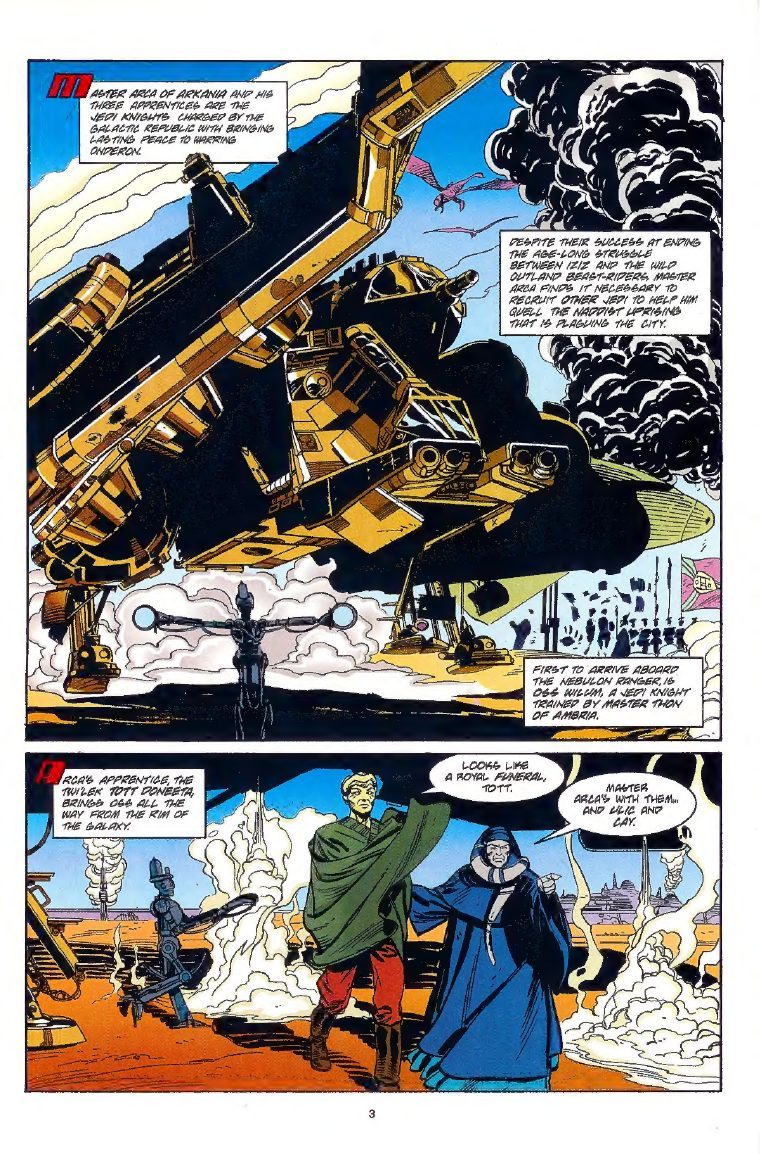 MASTER ARCA OF ARKANIA AND HIS
THREE APPRENTICES ARE THE
JEDI KNIGHTS CHARGED BY THE
GALACTIC REPUBLIC WITH BRINGING
LASTING PEACE TO WARRING
ONDERON.
DESPITE THEIR SUCCESS AT ENDING
THE AGE-LONG STRUGGLE
BETWEEN IZIZ AND THE WILD
OUTLAND BEAST-RIDERS, MASTER
ARCA FINDS IT NECESSARY TO
RECRUIT OTHER JEDI TO HELP HIM
QUELL THE NADDIST UPRISING
THAT IS PLAGUING THE CITY.
FIRST TO ARRIVE ABOARD
THE NEBULON RANGER, IS
OSS WILUM, A JEDI KNIGHT
TRAINED BY MASTER THON
OF AMBRIA.
ARCA'S APPRENTICE, THE
TWI'LEK TOTT DONEETA,
BRINGS OSS ALL THE
WAY FROM THE RIM OF
THE GALAXY.
LOOKS LIKE
A ROYAL FUNERAL,
TOTT.
MASTER
ARCA'S WITH THEM...
AND ULIC AND
CAY.
3